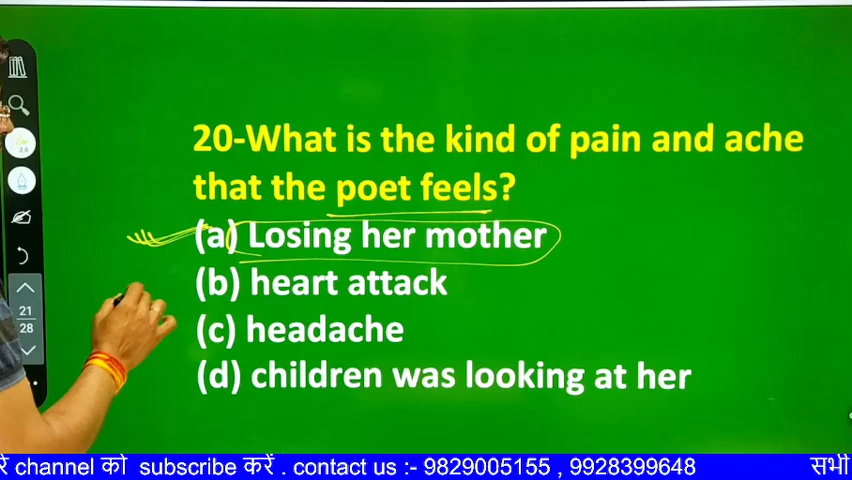 20-What is the kind of pain and ache
that the poet feels?
(a) Losing her mother
(b) heart attack
(c) headache
(d) children was looking at her
21
28
रे channel को subscribe करें . contact us :- 9829005155 , 9928399648 सभी